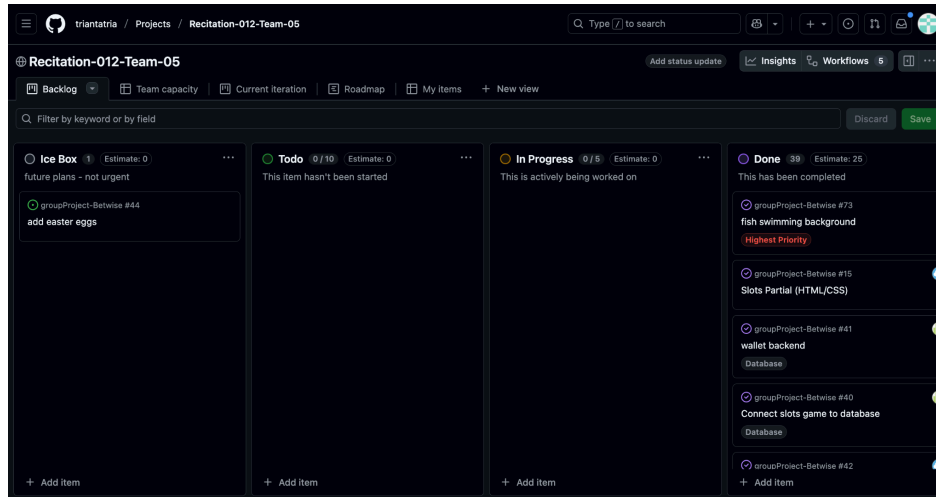 triantatria / Projects / Recitation-012-Team-05
Type / to search
Recitation-012-Team-05
Add status update
Insights
Workflows 5
Backlog
Team capacity
Current iteration
Roadmap
My items
+ New view
Filter by keyword or by field
Discard
Save
Ice Box 1 Estimate: 0
future plans - not urgent
groupProject-Betwise #44
add easter eggs
+ Add item
Todo 0 / 10 Estimate: 0
This item hasn't been started
+ Add item
In Progress 0 / 5 Estimate: 0
This is actively being worked on
+ Add item
Done 39 Estimate: 25
This has been completed
groupProject-Betwise #73
fish swimming background
Highest Priority
groupProject-Betwise #15
Slots Partial (HTML/CSS)
groupProject-Betwise #41
wallet backend
Database
groupProject-Betwise #40
Connect slots game to database
Database
groupProject-Betwise #42
+ Add item